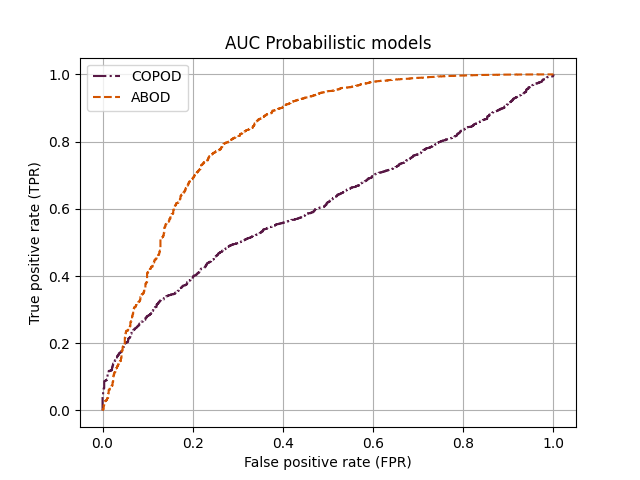 AUC Probabilistic models
COPOD
ABOD
True positive rate (TPR)
1.0
0.8
0.6
0.4
0.2
0.0
0.0 0.2 0.4 0.6 0.8 1.0
False positive rate (FPR)